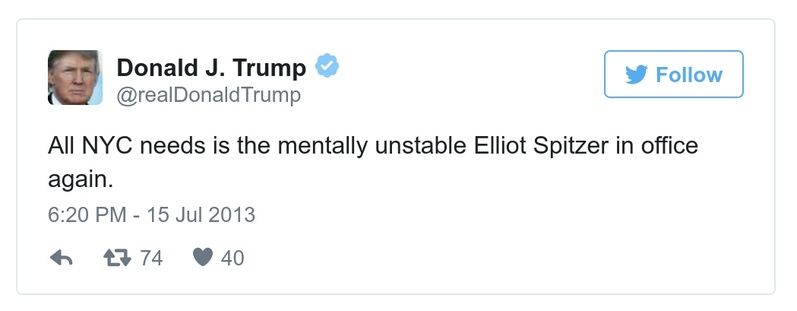 Donald J. Trump
@realDonaldTrump
Follow
All NYC needs is the mentally unstable Elliot Spitzer in office
again.
6:20 PM - 15 Jul 2013
74 40